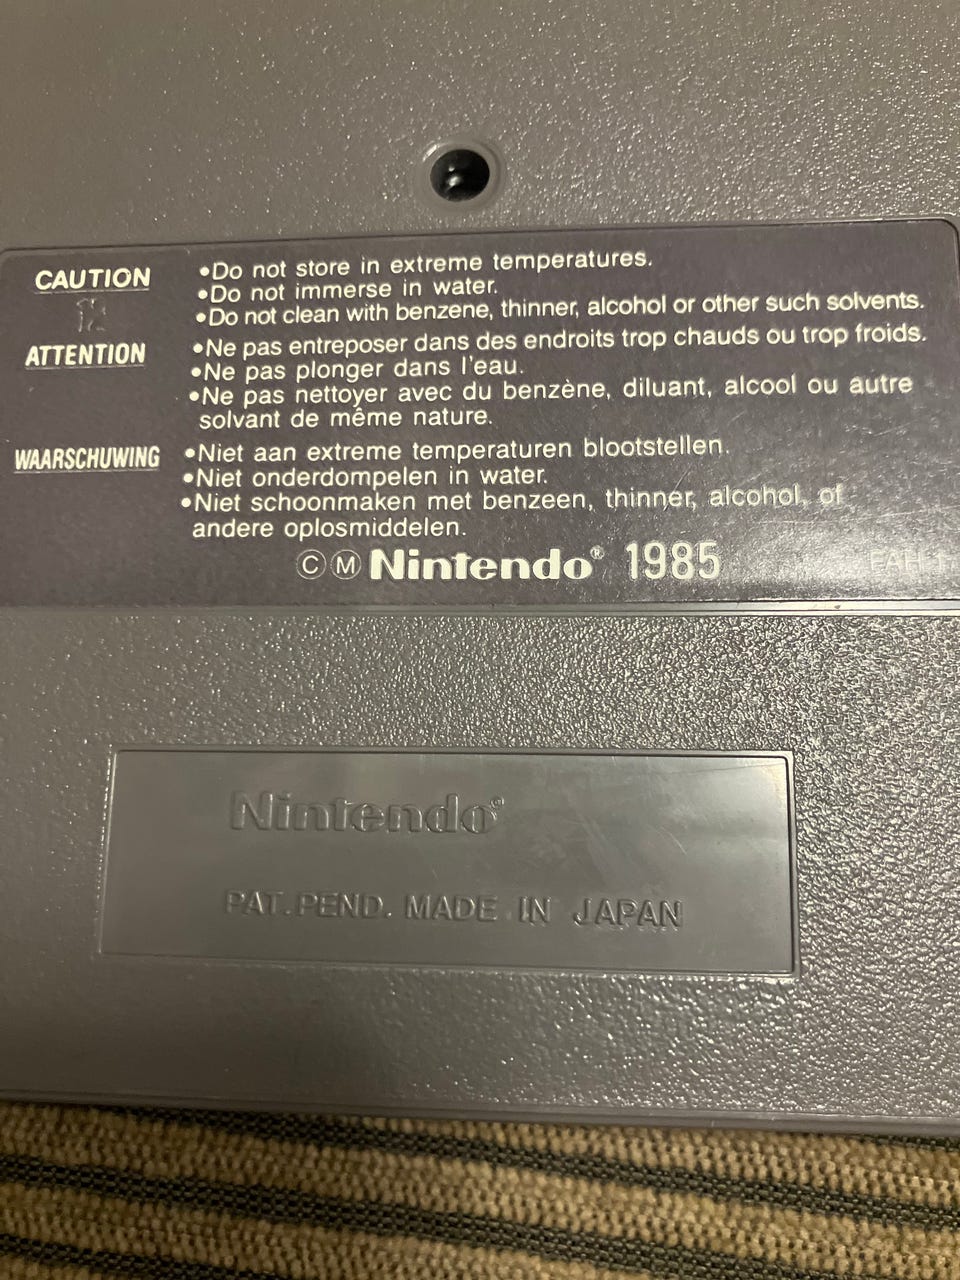 CAUTION
•Do not store in extreme temperatures.
•Do not immerse in water.
•Do not clean with benzene, thinner, alcohol or other such solvents.
12
ATTENTION
•Ne pas entreposer dans des endroits trop chauds ou trop froids.
•Ne pas plonger dans l'eau.
•Ne pas nettoyer avec du benzène, diluant, alcool ou autre
solvant de même nature.
WAARSCHUWING
•Niet aan extreme temperaturen blootstellen.
•Niet onderdompelen in water.
•Niet schoonmaken met benzeen, thinner, alcohol, of
andere oplosmiddelen.
ⒸⓂ Nintendo® 1985
Nintendo®
PAT. PEND. MADE IN JAPAN